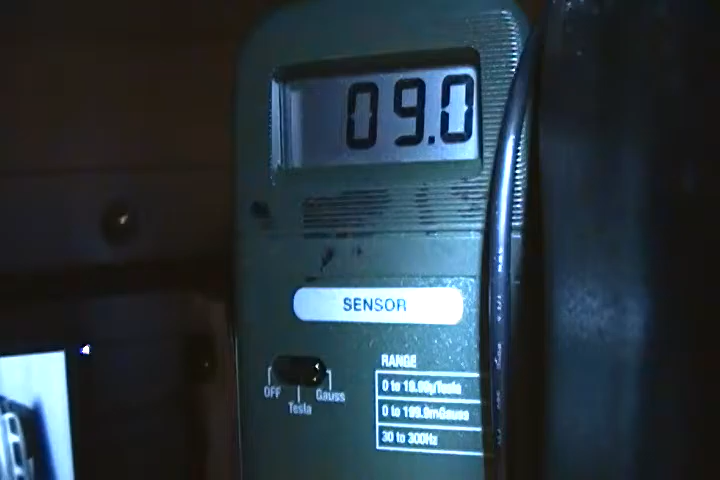 09.0
SENSOR
OFF
Tesla
Gauss
RANGE
0 to 19.99µTesla
0 to 199.9mGauss
30 to 300Hz